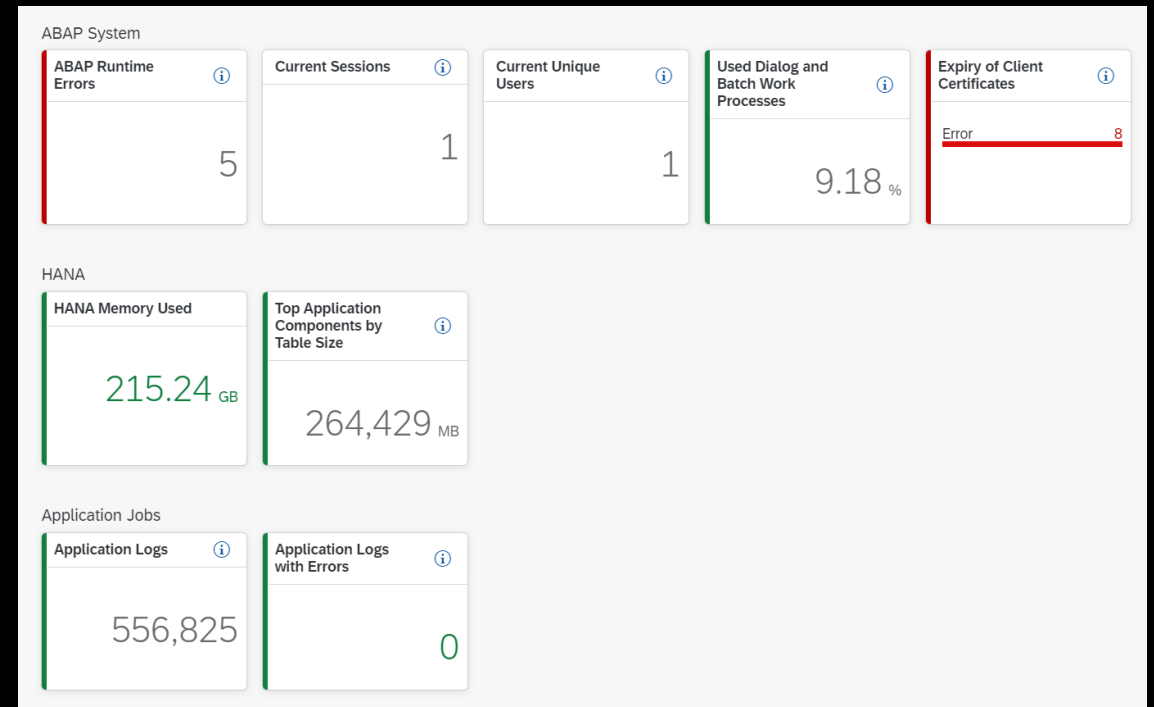 ABAP System
ABAP Runtime
Errors
5
Current Sessions
1
Current Unique
Users
1
Used Dialog and
Batch Work
Processes
9.18 %
Expiry of Client
Certificates
Error 8
HANA
HANA Memory Used
215.24 GB
Top Application
Components by
Table Size
264,429 MB
Application Jobs
Application Logs
556,825
Application Logs
with Errors
0